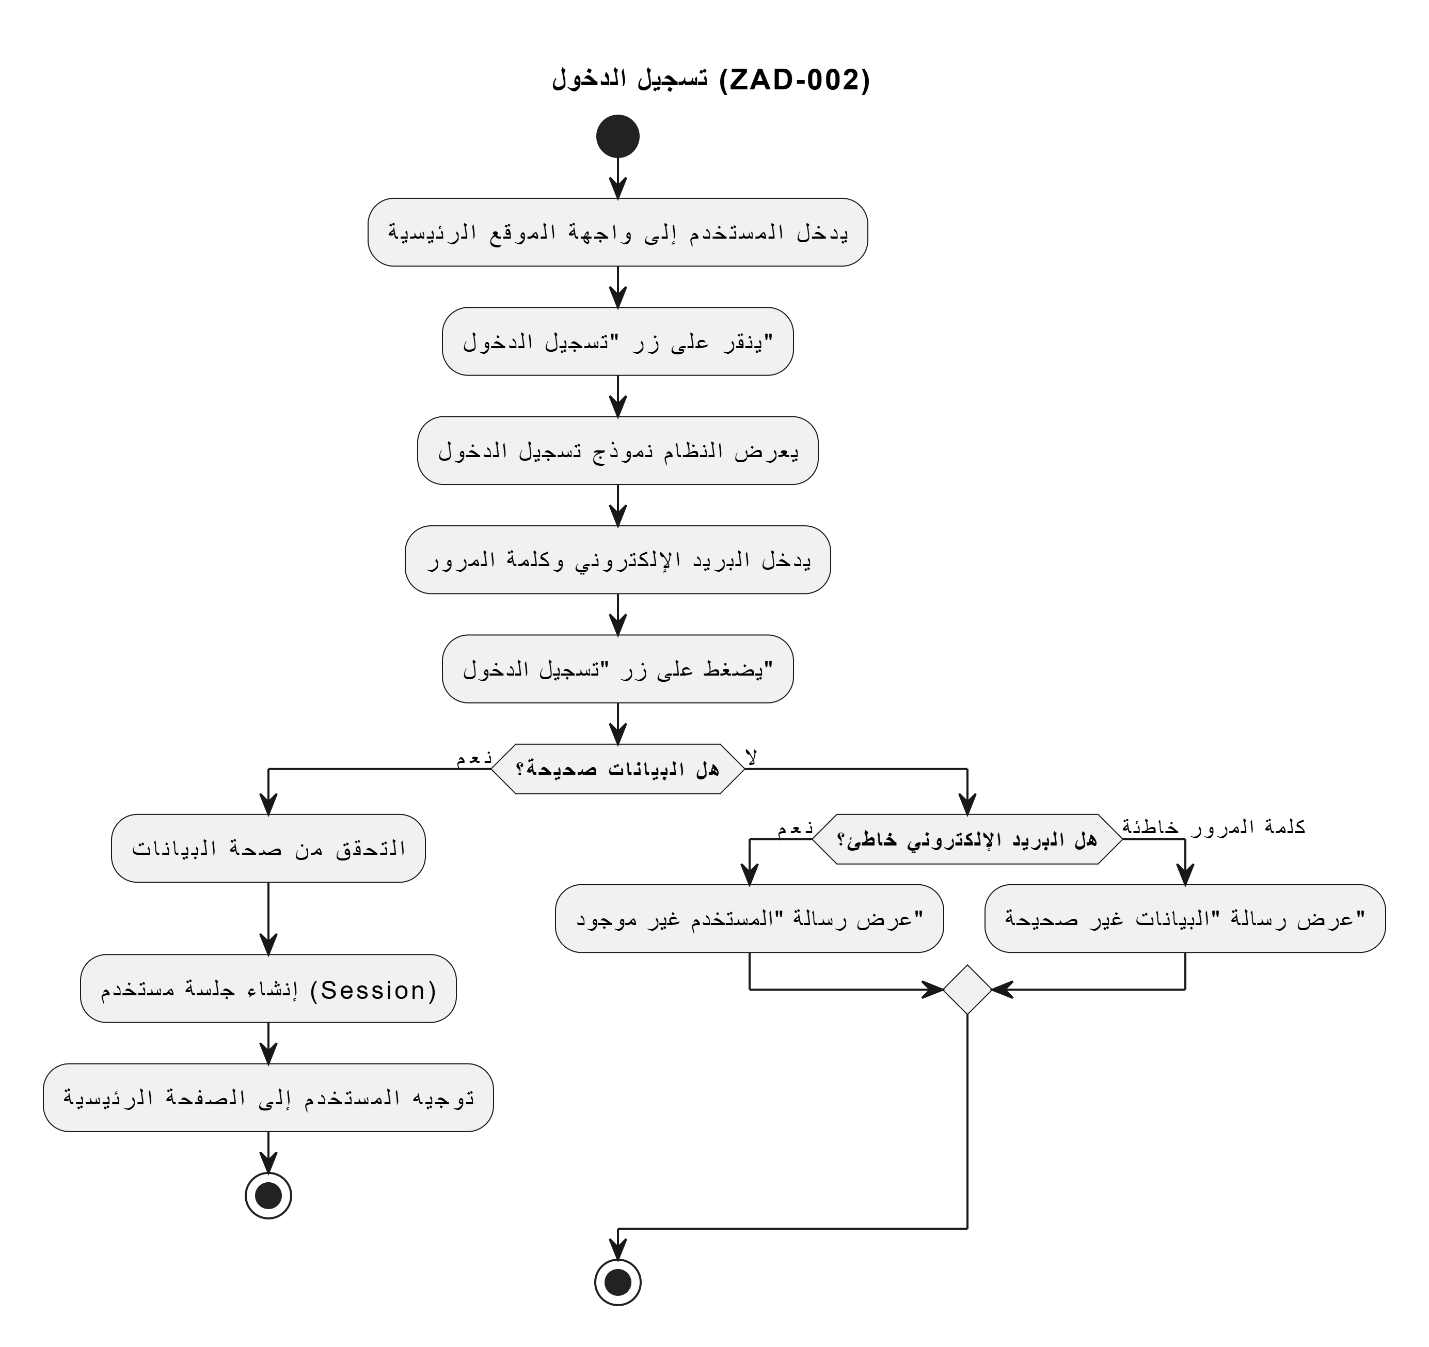 تسجيل الدخول (ZAD-002)
يدخل المستخدم إلى واجهة الموقع الرئيسية
ينقر على زر "تسجيل الدخول"
يعرض النظام نموذج تسجيل الدخول
يدخل البريد الإلكتروني وكلمة المرور
يضغط على زر "تسجيل الدخول"
هل البيانات صحيحة؟
نعم
لا
التحقق من صحة البيانات
إنشاء جلسة مستخدم (Session)
توجيه المستخدم إلى الصفحة الرئيسية
هل البريد الإلكتروني خاطئ؟
نعم
كلمة المرور خاطئة
عرض رسالة "المستخدم غير موجود"
عرض رسالة "البيانات غير صحيحة"